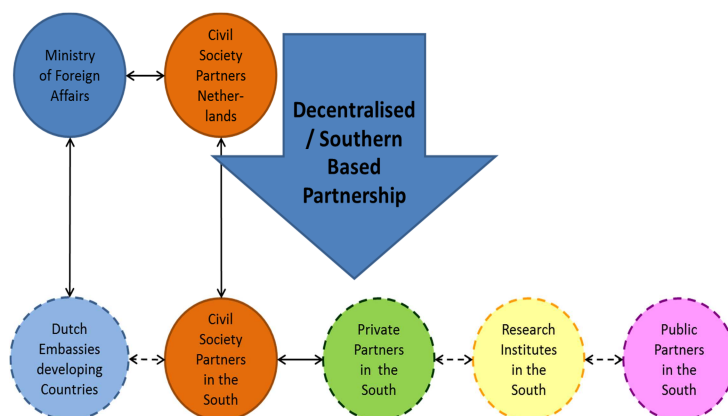 Ministry
of Foreign
Affairs
Civil
Society
Partners
Nether-
lands
Decentralised
/ Southern
Based
Partnership
Dutch
Embassies
developing
Countries
Civil
Society
Partners
in the
South
Private
Partners
in the
South
Research
Institutes
in the
South
Public
Partners
in the
South